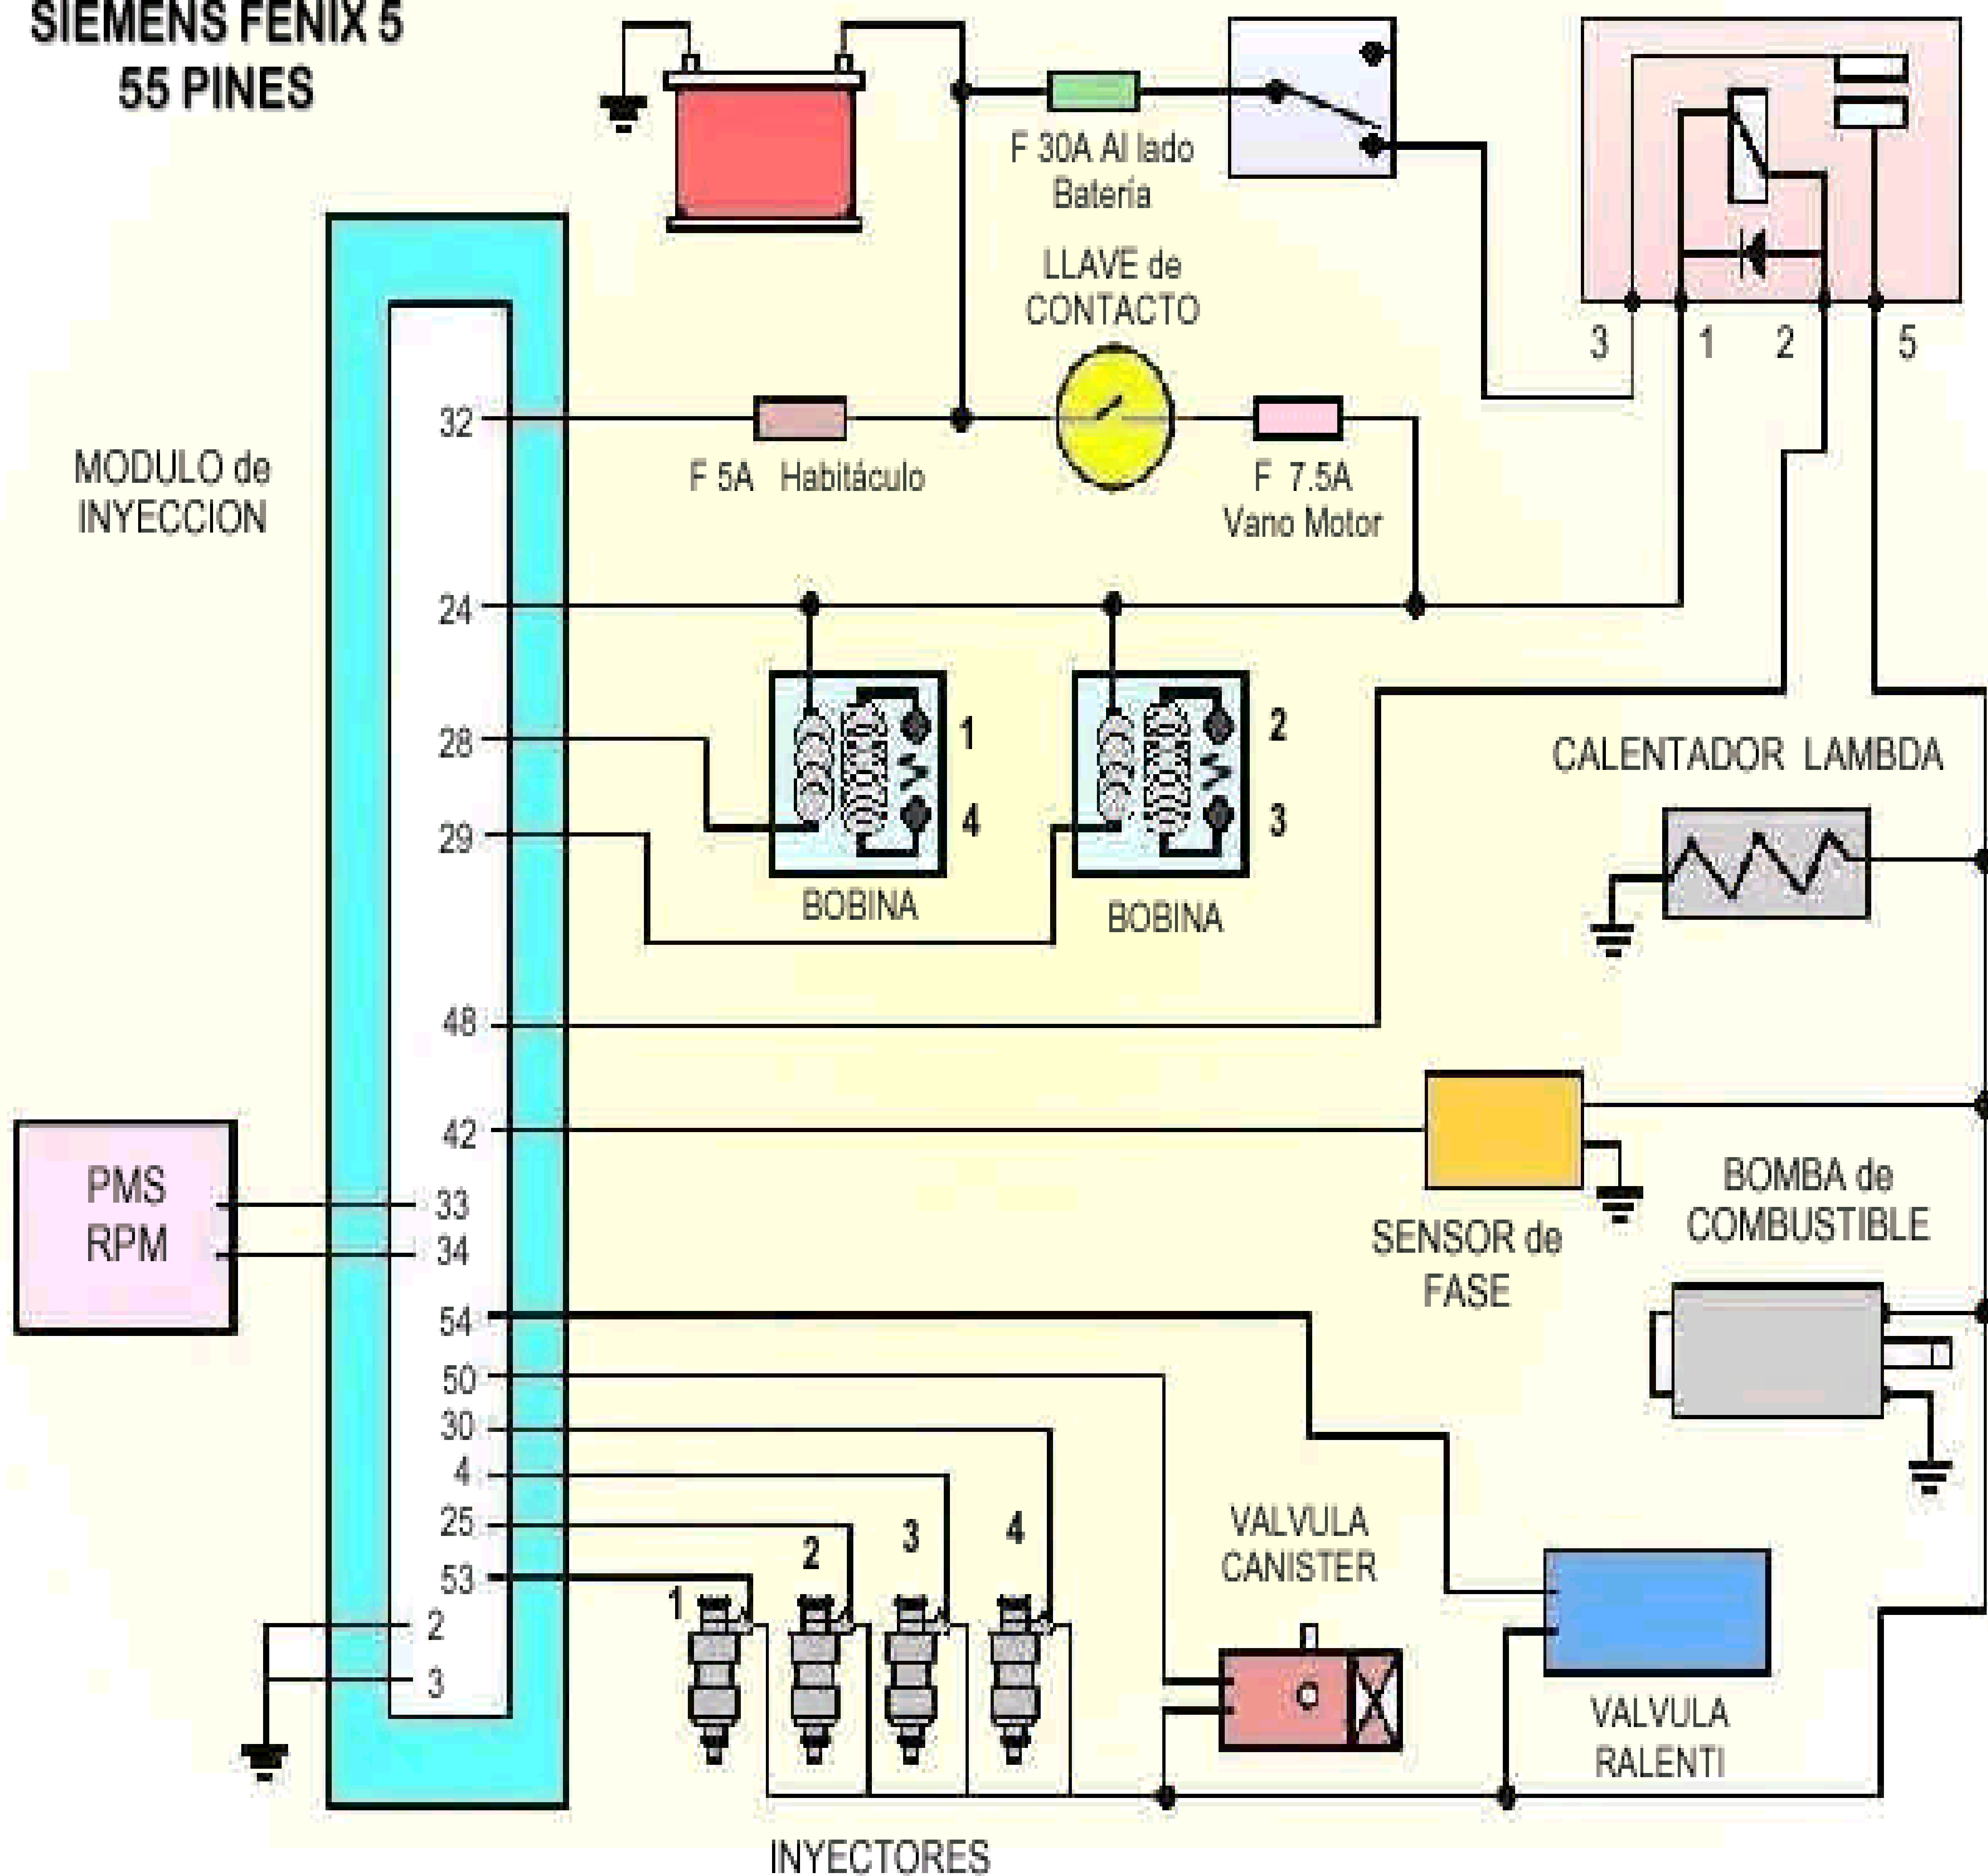 SIEMENS FENIX 5
55 PINES
F 30A Al lado
Batería
LLAVE de
CONTACTO
3
1
2
5
32
F 5A Habitáculo
F 7.5A
Vano Motor
MODULO de
INYECCION
24
28
29
1
4
BOBINA
2
3
BOBINA
CALENTADOR LAMBDA
48
42
PMS
RPM
33
34
SENSOR de
FASE
BOMBA de
COMBUSTIBLE
54
50
30
4
25
53
2
3
1
2
3
4
VALVULA
CANISTER
VALVULA
RALENTI
INYECTORES